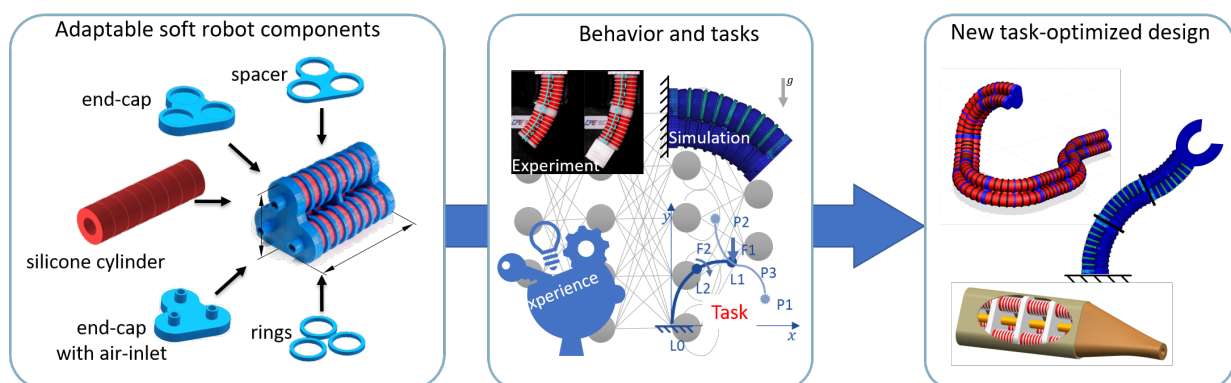 Adaptable soft robot components
spacer
end-cap
silicone cylinder
end-cap
with air-inlet
rings
Behavior and tasks
g
Simulation
Experiment
xperience
y
P2
F2
F1
P3
L2
L1
P1
Task
L0
x
New task-optimized design